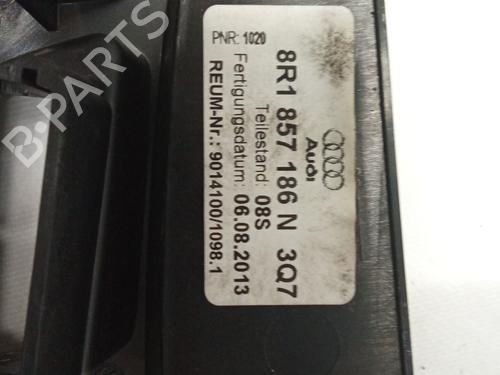 PNR: 1020
8R1 857 186 N 3Q7
Audi
Teilestand: 08S
Fertigungsdatum: 06.08.2013
REUM-Nr.: 9014100/1098.1
B-PARTS